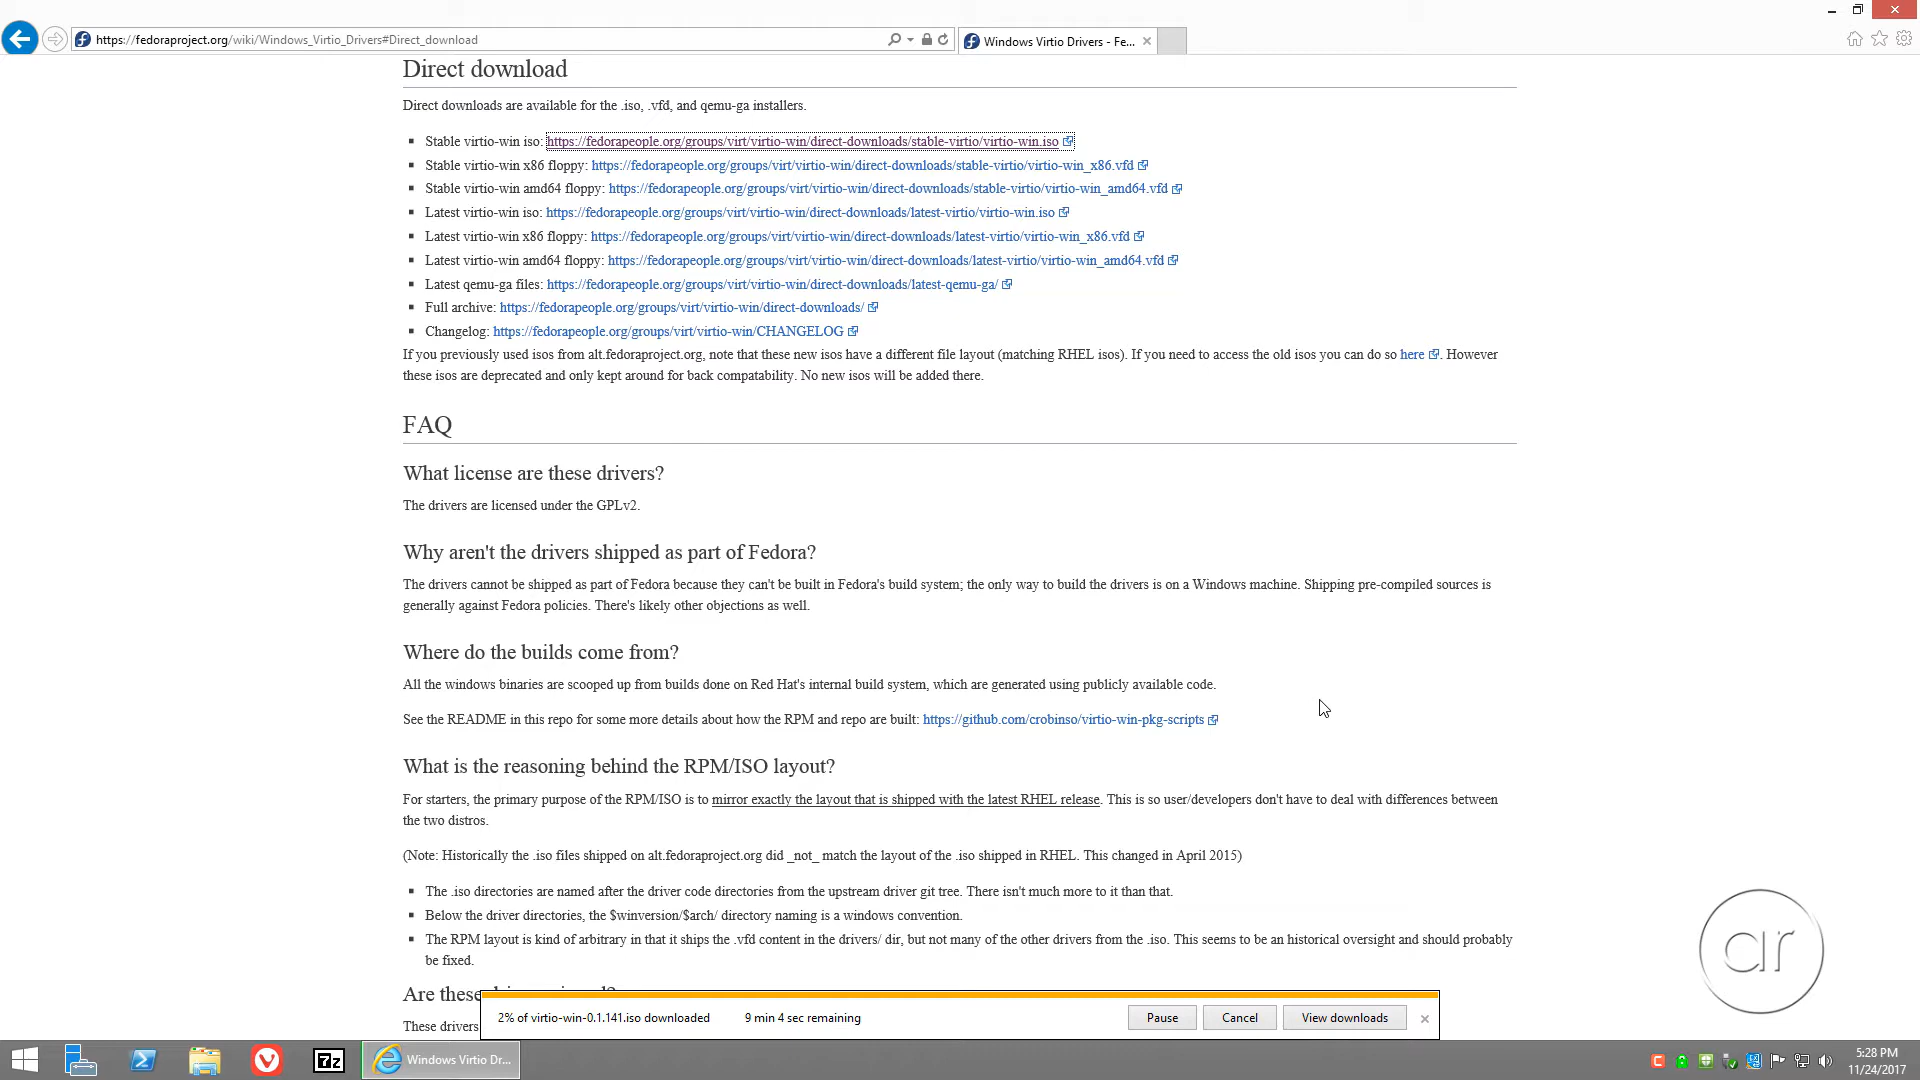 https://fedoraproject.org/wiki/Windows_Virtio_Drivers#Direct_download
Windows Virtio Drivers - Fe...
Direct download
Direct downloads are available for the .iso, .vfd, and qemu-ga installers.
Stable virtio-win iso: https://fedorapeople.org/groups/virt/virtio-win/direct-downloads/stable-virtio/virtio-win.iso
Stable virtio-win x86 floppy: https://fedorapeople.org/groups/virt/virtio-win/direct-downloads/stable-virtio/virtio-win_x86.vfd
Stable virtio-win amd64 floppy: https://fedorapeople.org/groups/virt/virtio-win/direct-downloads/stable-virtio/virtio-win_amd64.vfd
Latest virtio-win iso: https://fedorapeople.org/groups/virt/virtio-win/direct-downloads/latest-virtio/virtio-win.iso
Latest virtio-win x86 floppy: https://fedorapeople.org/groups/virt/virtio-win/direct-downloads/latest-virtio/virtio-win_x86.vfd
Latest virtio-win amd64 floppy: https://fedorapeople.org/groups/virt/virtio-win/direct-downloads/latest-virtio/virtio-win_amd64.vfd
Latest qemu-ga files: https://fedorapeople.org/groups/virt/virtio-win/direct-downloads/latest-qemu-ga/
Full archive: https://fedorapeople.org/groups/virt/virtio-win/direct-downloads/
Changelog: https://fedorapeople.org/groups/virt/virtio-win/CHANGELOG
If you previously used isos from alt.fedoraproject.org, note that these new isos have a different file layout (matching RHEL isos). If you need to access the old isos you can do so here. However
these isos are deprecated and only kept around for back compatability. No new isos will be added there.
FAQ
What license are these drivers?
The drivers are licensed under the GPLv2.
Why aren't the drivers shipped as part of Fedora?
The drivers cannot be shipped as part of Fedora because they can't be built in Fedora's build system; the only way to build the drivers is on a Windows machine. Shipping pre-compiled sources is
generally against Fedora policies. There's likely other objections as well.
Where do the builds come from?
All the windows binaries are scooped up from builds done on Red Hat's internal build system, which are generated using publicly available code.
See the README in this repo for some more details about how the RPM and repo are built: https://github.com/crobinso/virtio-win-pkg-scripts
What is the reasoning behind the RPM/ISO layout?
For starters, the primary purpose of the RPM/ISO is to mirror exactly the layout that is shipped with the latest RHEL release. This is so user/developers don't have to deal with differences between
the two distros.
(Note: Historically the .iso files shipped on alt.fedoraproject.org did _not_ match the layout of the .iso shipped in RHEL. This changed in April 2015)
The .iso directories are named after the driver code directories from the upstream driver git tree. There isn't much more to it than that.
Below the driver directories, the $winversion/$arch/ directory naming is a windows convention.
The RPM layout is kind of arbitrary in that it ships the .vfd content in the drivers/ dir, but not many of the other drivers from the .iso. This seems to be an historical oversight and should probably
be fixed.
ar
Are these
These drivers
2% of virtio-win-0.1.141.iso downloaded 9 min 4 sec remaining Pause Cancel View downloads
7z
Windows Virtio Dr...
5:28 PM
11/24/2017